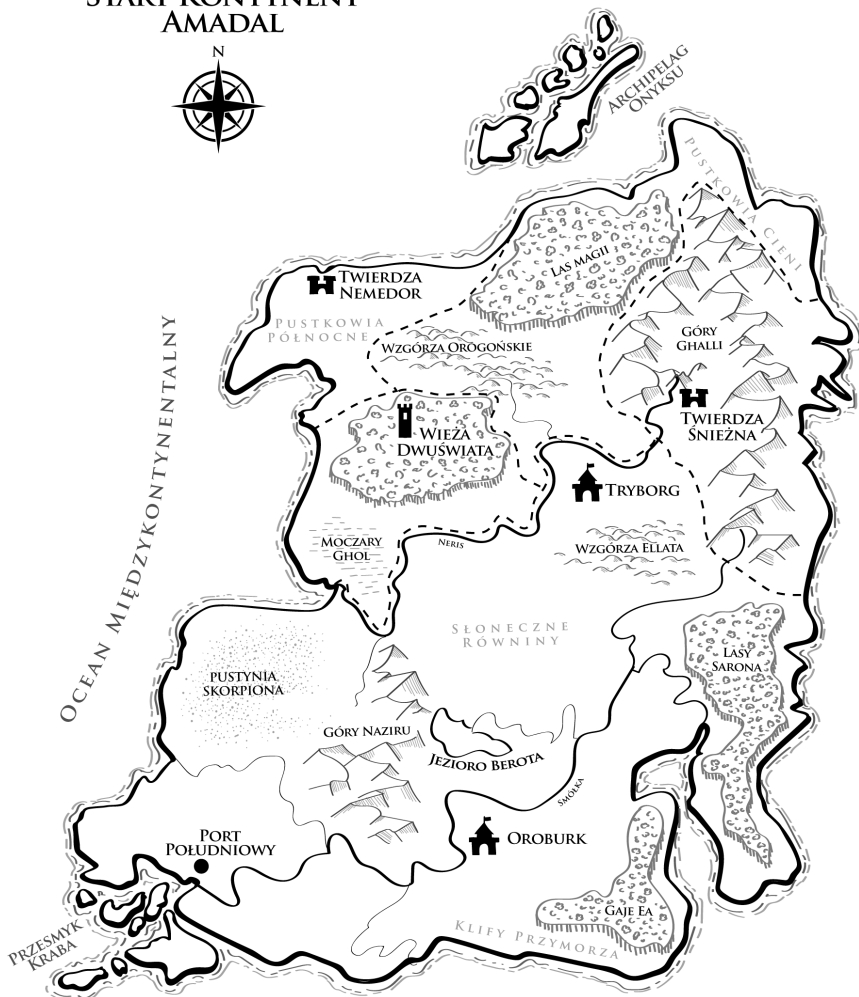 STARY KONTYNENT
AMADAL
N
ARCHIPELAG
ONYKSU
PUSTKOWIA CIENI
LAS MAGII
TWIERDZA
NEMEDOR
PUSTKOWIA
PÓŁNOCNE
WZGÓRZA OROGOŃSKIE
GÓRY
GHALLI
TWIERDZA
ŚNIEŻNA
WIEŻA
DWUŚWIATA
TRYBORG
OCEAN MIĘDZYKONTYNENTALNY
MOCZARY
GHOL
NERIS
WZGÓRZA ELLATA
SŁONECZNE
RÓWNINY
LASY
SARONA
PUSTYNIA
SKORPIONA
GÓRY NAZIRU
JEZIORO BEROTA
SMÓŁKA
PORT
POŁUDNIOWY
OROBURK
GAJE EA
KLIFY PRZYMORZA
PRZESMYK
KRABA